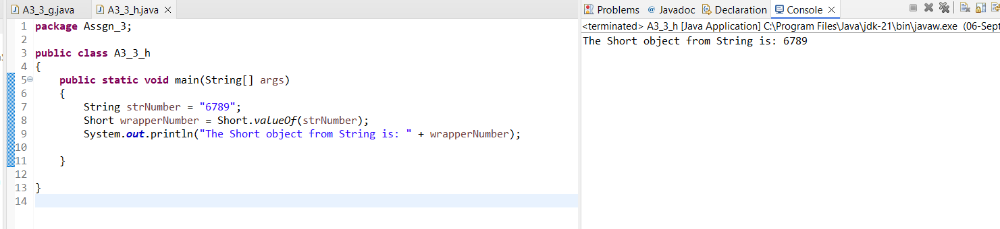 A3_3_g.java A3_3_h.java
1 package Assgn_3;
2
3 public class A3_3_h
4 {
5 public static void main(String[] args)
6 {
7 String strNumber = "6789";
8 Short wrapperNumber = Short.valueOf(strNumber);
9 System.out.println("The Short object from String is: " + wrapperNumber);
10
11 }
12
13 }
14
Problems @ Javadoc Declaration Console
<terminated> A3_3_h [Java Application] C:\Program Files\Java\jdk-21\bin\javaw.exe (06-Sept
The Short object from String is: 6789